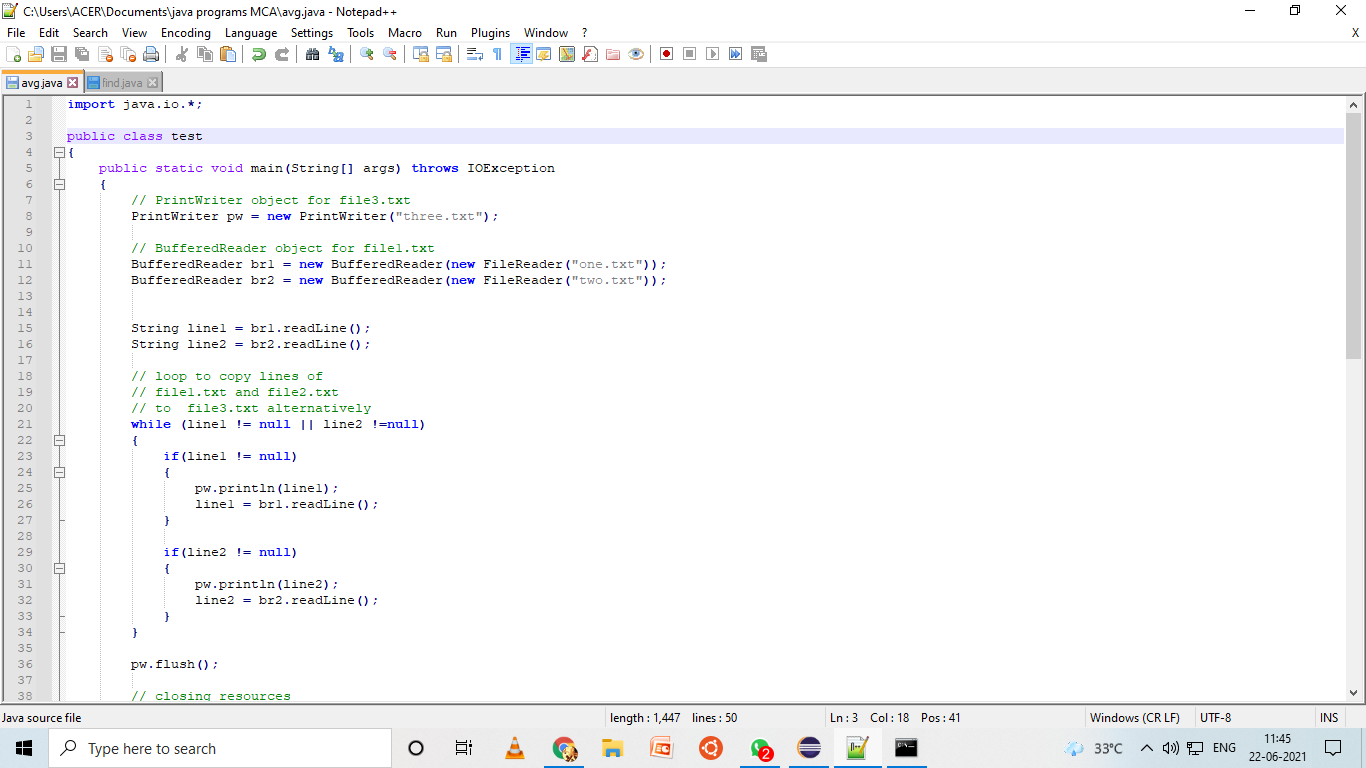 C:\Users\ACER\Documents\java programs MCA\avg.java - Notepad++
File Edit Search View Encoding Language Settings Tools Macro Run Plugins Window ? X
avg.java find.java
1 import java.io.*;
2
3 public class test
4 {
5 public static void main(String[] args) throws IOException
6 {
7 // PrintWriter object for file3.txt
8 PrintWriter pw = new PrintWriter("three.txt");
9
10 // BufferedReader object for file1.txt
11 BufferedReader br1 = new BufferedReader(new FileReader("one.txt"));
12 BufferedReader br2 = new BufferedReader(new FileReader("two.txt"));
13
14
15 String line1 = br1.readLine();
16 String line2 = br2.readLine();
17
18 // loop to copy lines of
19 // file1.txt and file2.txt
20 // to  file3.txt alternatively
21 while (line1 != null || line2 !=null)
22 {
23 if(line1 != null)
24 {
25 pw.println(line1);
26 line1 = br1.readLine();
27 }
28
29 if(line2 != null)
30 {
31 pw.println(line2);
32 line2 = br2.readLine();
33 }
34 }
35
36 pw.flush();
37
38 // closing resources
Java source file length : 1,447 lines : 50 Ln : 3 Col : 18 Pos : 41 Windows (CR LF) UTF-8 INS
Type here to search 2 33°C ENG 11:45
22-06-2021